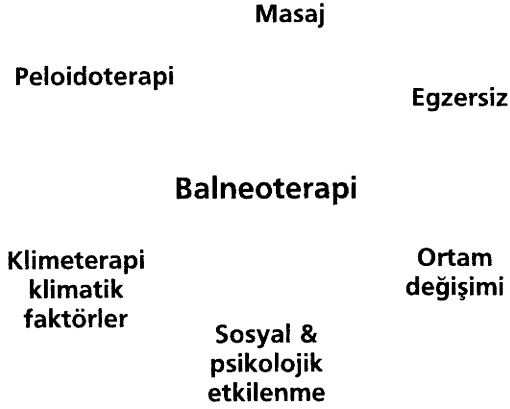 Masaj
Peloidoterapi
Egzersiz
Balneoterapi
Klimeterapi
klimatik
faktörler
Ortam
değişimi
Sosyal &
psikolojik
etkilenme